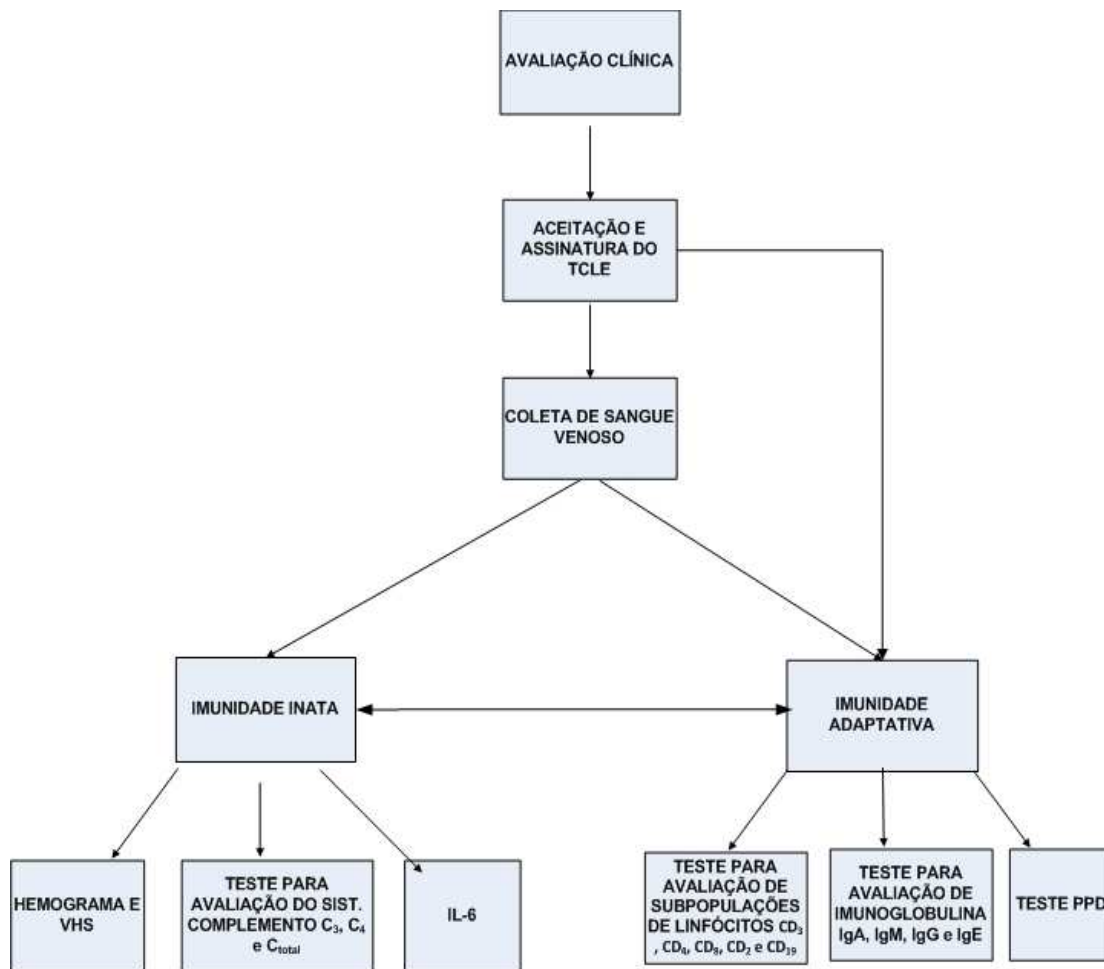 AVALIAÇÃO CLÍNICA
ACEITAÇÃO E
ASSINATURA DO
TCLE
COLETA DE SANGUE
VENOSO
IMUNIDADE INATA
IMUNIDADE
ADAPTATIVA
HEMOGRAMA E
VHS
TESTE PARA
AVALIAÇÃO DO SIST.
COMPLEMENTO C₃, C₄
e Ctotal
IL-6
TESTE PARA
AVALIAÇÃO DE
SUBPOPULAÇÕES
DE LINFÓCITOS CD₃
, CD₄, CD₈, CD₂ e CD₁₉
TESTE PARA
AVALIAÇÃO DE
IMUNOGLOBULINA
IgA, IgM, IgG e IgE
TESTE PPD